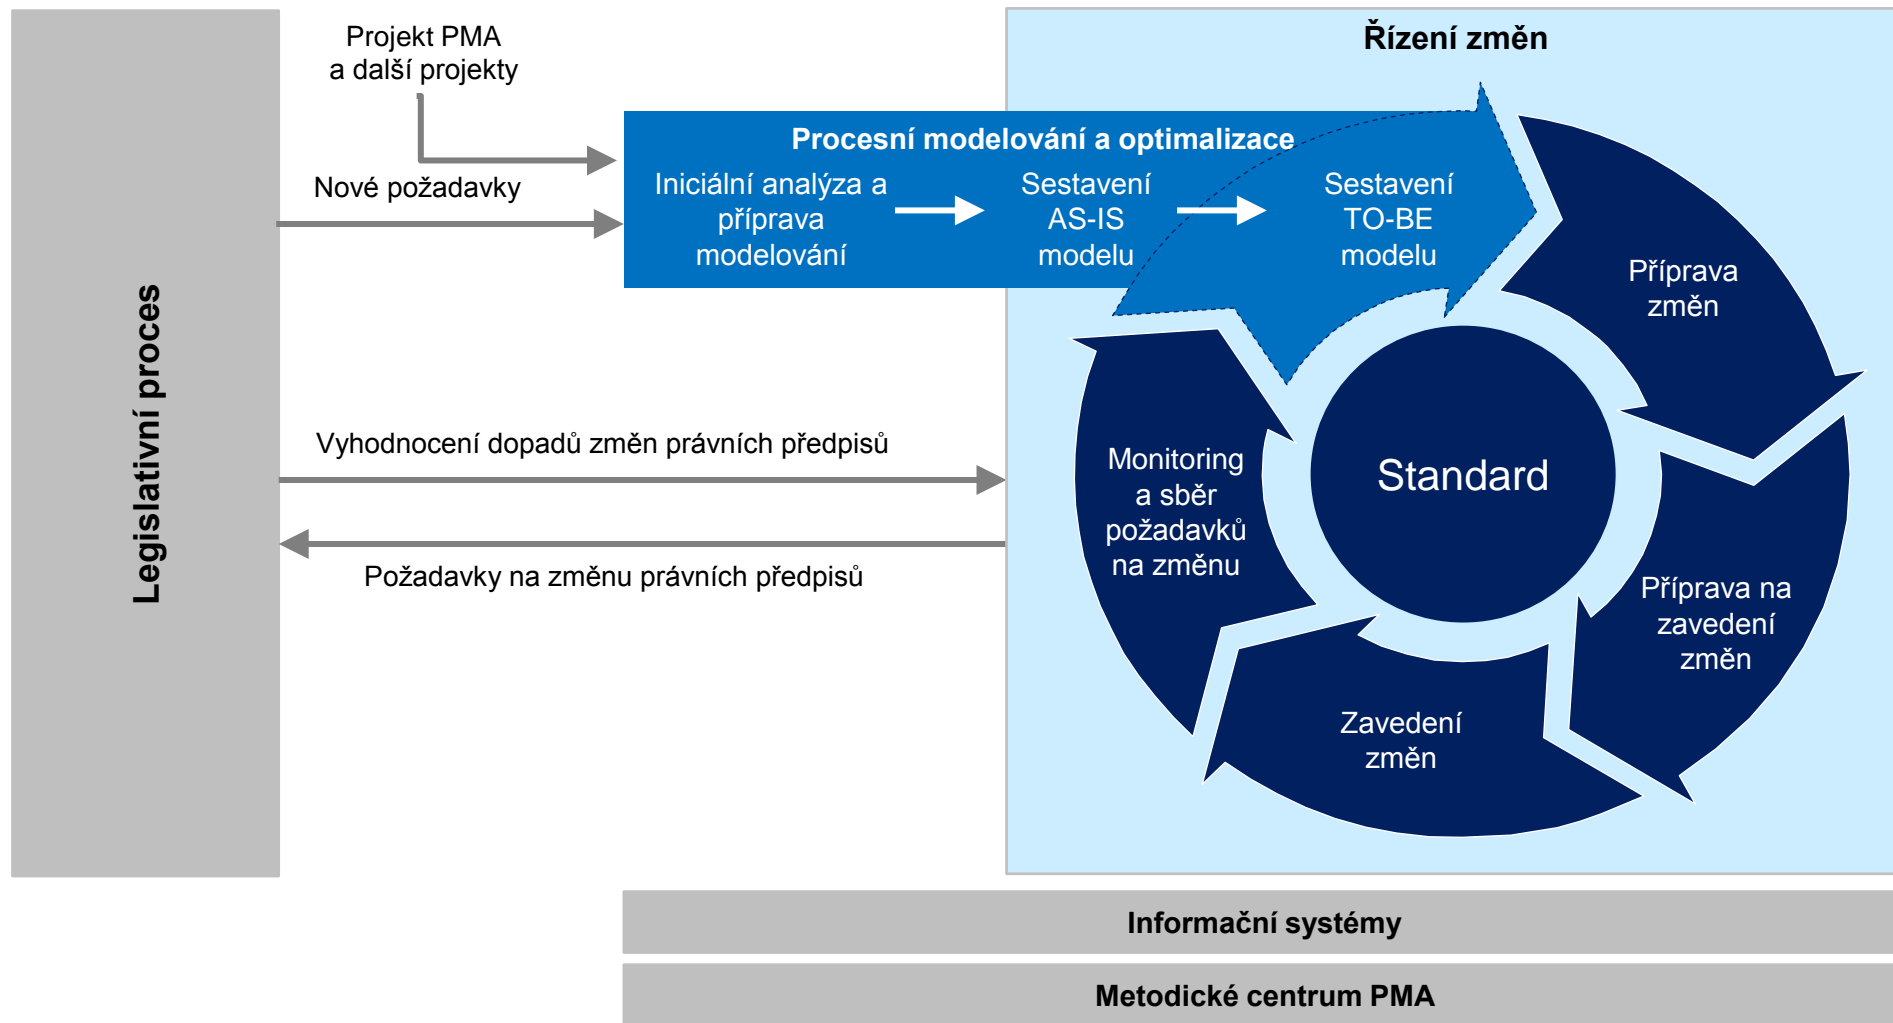 Projekt PMA
a další projekty
Nové požadavky
Legislativní proces
Řízení změn
Procesní modelování a optimalizace
Iniciální analýza a
příprava
modelování
Sestavení
AS-IS
modelu
Sestavení
TO-BE
modelu
Příprava
změn
Vyhodnocení dopadů změn právních předpisů
Požadavky na změnu právních předpisů
Monitoring
a sběr
požadavků
na změnu
Standard
Příprava na
zavedení
změn
Zavedení
změn
Informační systémy
Metodické centrum PMA